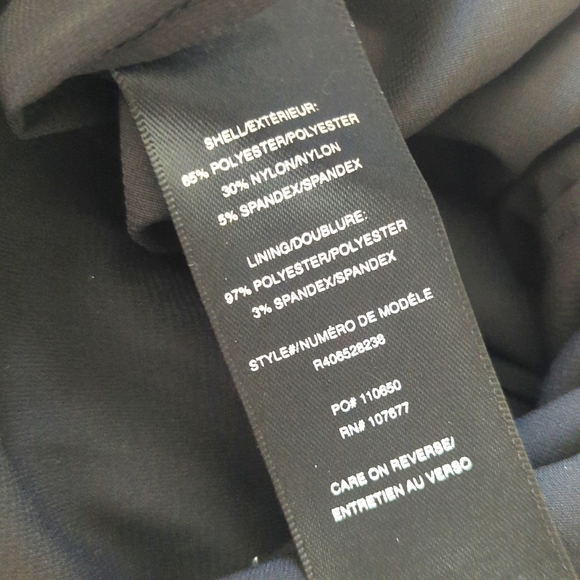 SHELL/EXTÉRIEUR:
65% POLYESTER/POLYESTER
30% NYLON/NYLON
5% SPANDEX/SPANDEX
LINING/DOUBLURE:
97% POLYESTER/POLYESTER
3% SPANDEX/SPANDEX
STYLE#/NUMÉRO DE MODÈLE
R406528238
PO# 110650
RN# 107677
CARE ON REVERSE/
ENTRETIEN AU VERSO